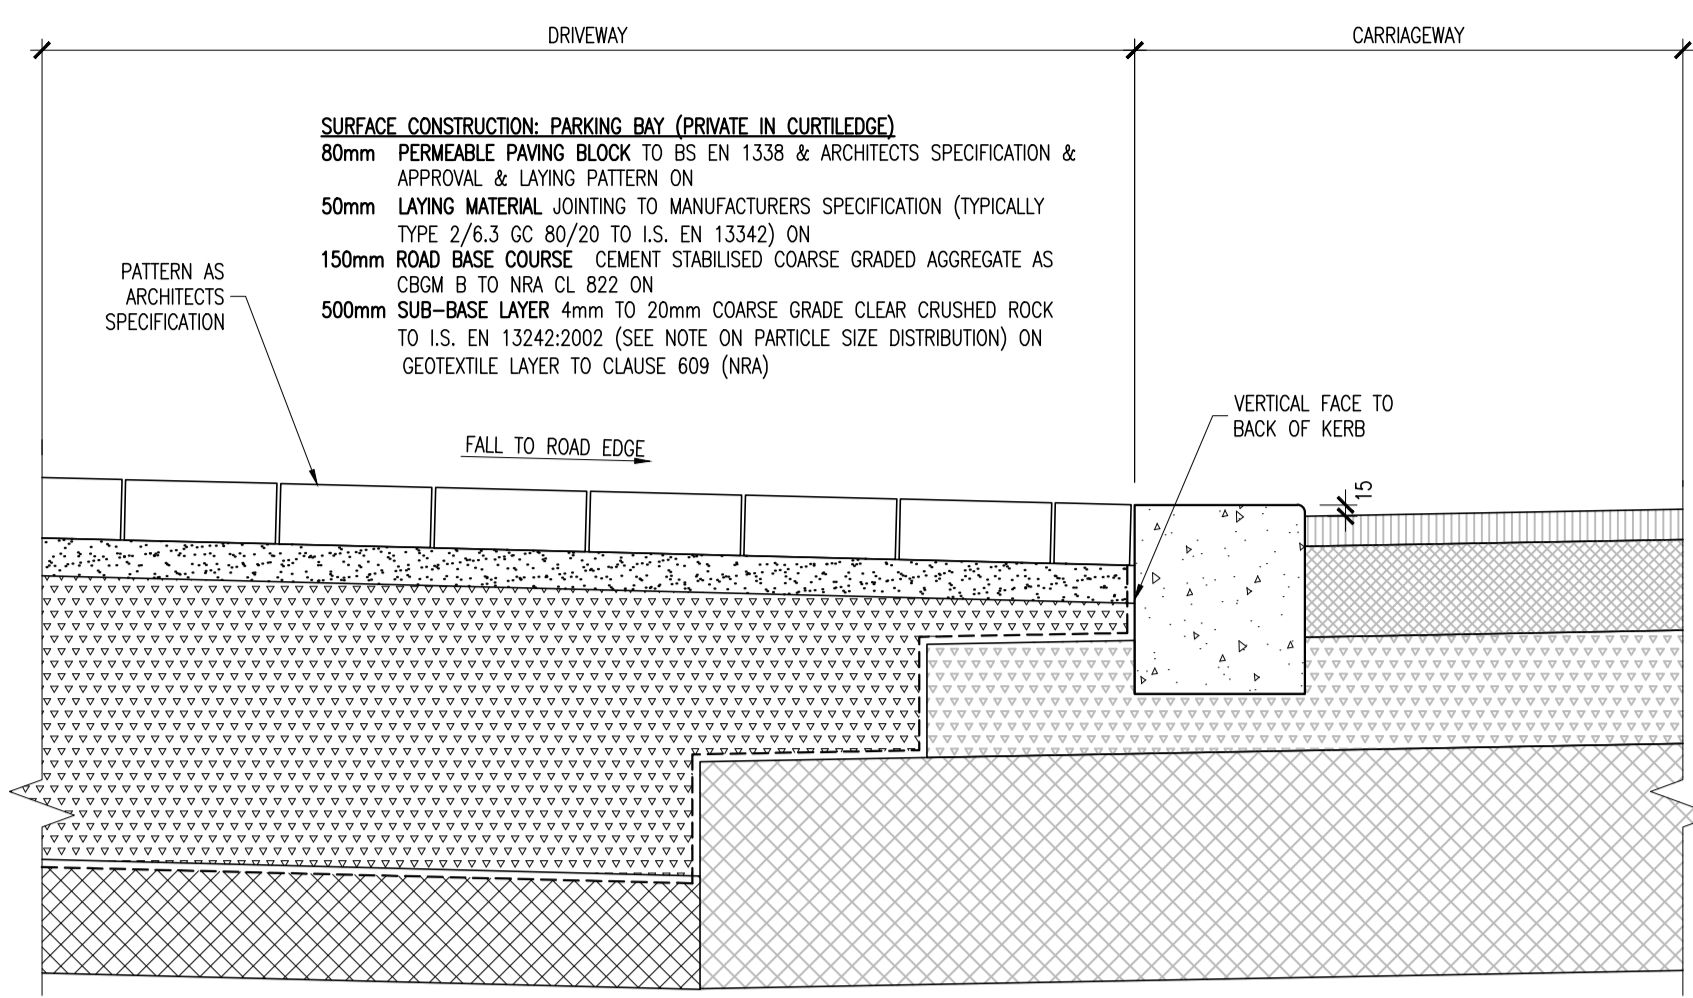 DRIVEWAY
CARRIAGEWAY
SURFACE CONSTRUCTION: PARKING BAY (PRIVATE IN CURTILEDGE)
80mm PERMEABLE PAVING BLOCK TO BS EN 1338 & ARCHITECTS SPECIFICATION &
APPROVAL & LAYING PATTERN ON
50mm LAYING MATERIAL JOINTING TO MANUFACTURERS SPECIFICATION (TYPICALLY
TYPE 2/6.3 GC 80/20 TO I.S. EN 13342) ON
150mm ROAD BASE COURSE CEMENT STABILISED COARSE GRADED AGGREGATE AS
CBGM B TO NRA CL 822 ON
500mm SUB-BASE LAYER 4mm TO 20mm COARSE GRADE CLEAR CRUSHED ROCK
TO I.S. EN 13242:2002 (SEE NOTE ON PARTICLE SIZE DISTRIBUTION) ON
GEOTEXTILE LAYER TO CLAUSE 609 (NRA)
PATTERN AS
ARCHITECTS
SPECIFICATION
VERTICAL FACE TO
BACK OF KERB
FALL TO ROAD EDGE
15